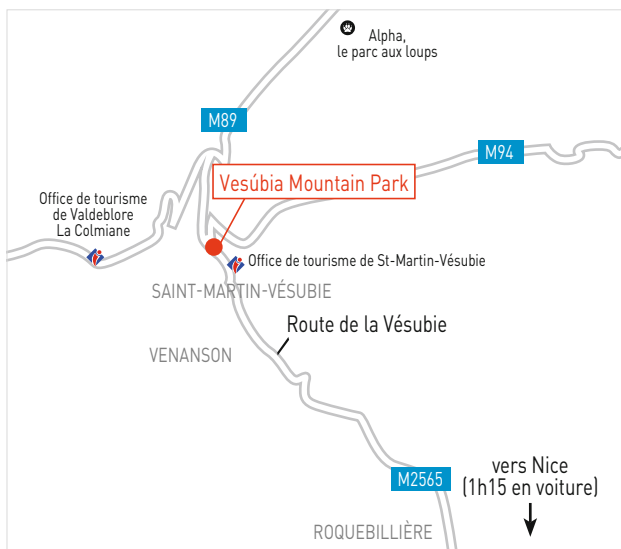 Alpha,
le parc aux loups
M89
M94
Vesúbia Mountain Park
Office de tourisme
de Valdeblore
La Colmiane
Office de tourisme de St-Martin-Vésubie
SAINT-MARTIN-VÉSUBIE
Route de la Vésubie
VENANSON
M2565
vers Nice
(1h15 en voiture)
ROQUEBILLIÈRE